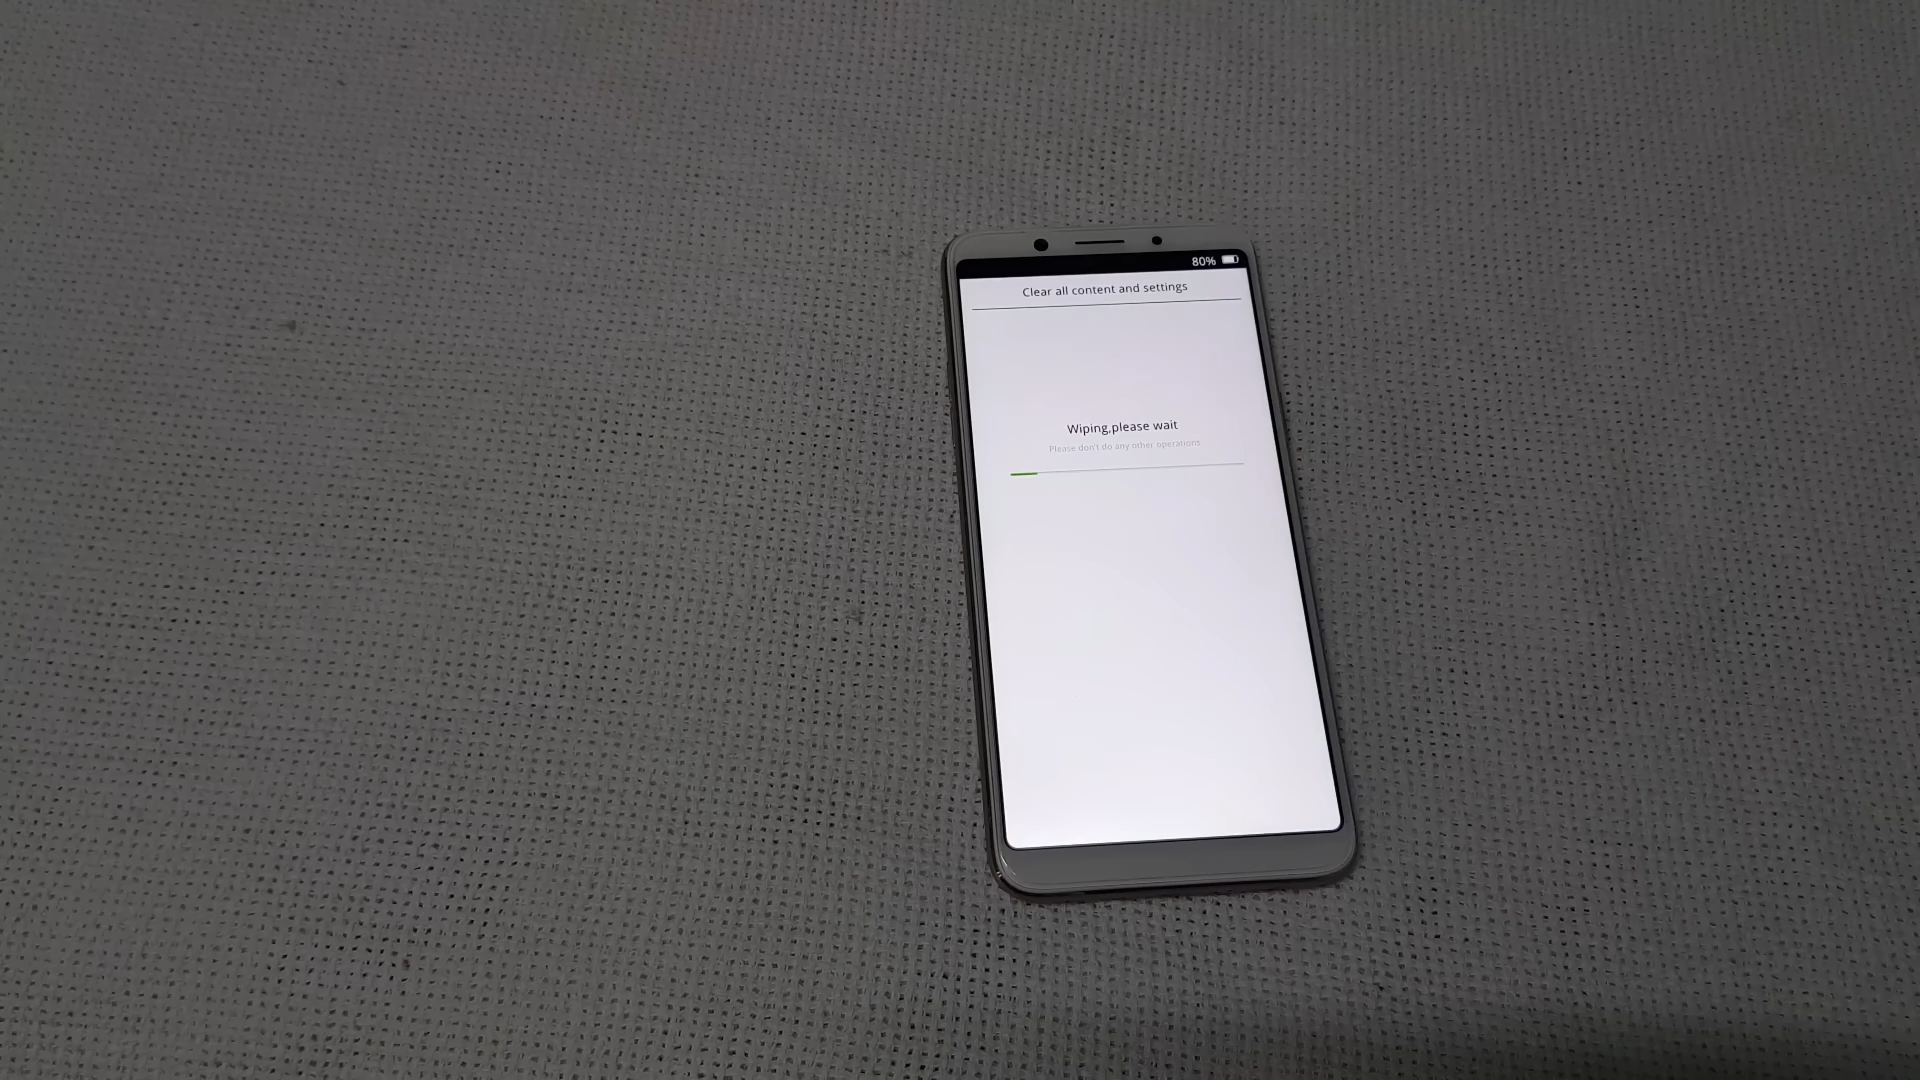 80%
Clear all content and settings
Wiping,please wait
Please don't do any other operations